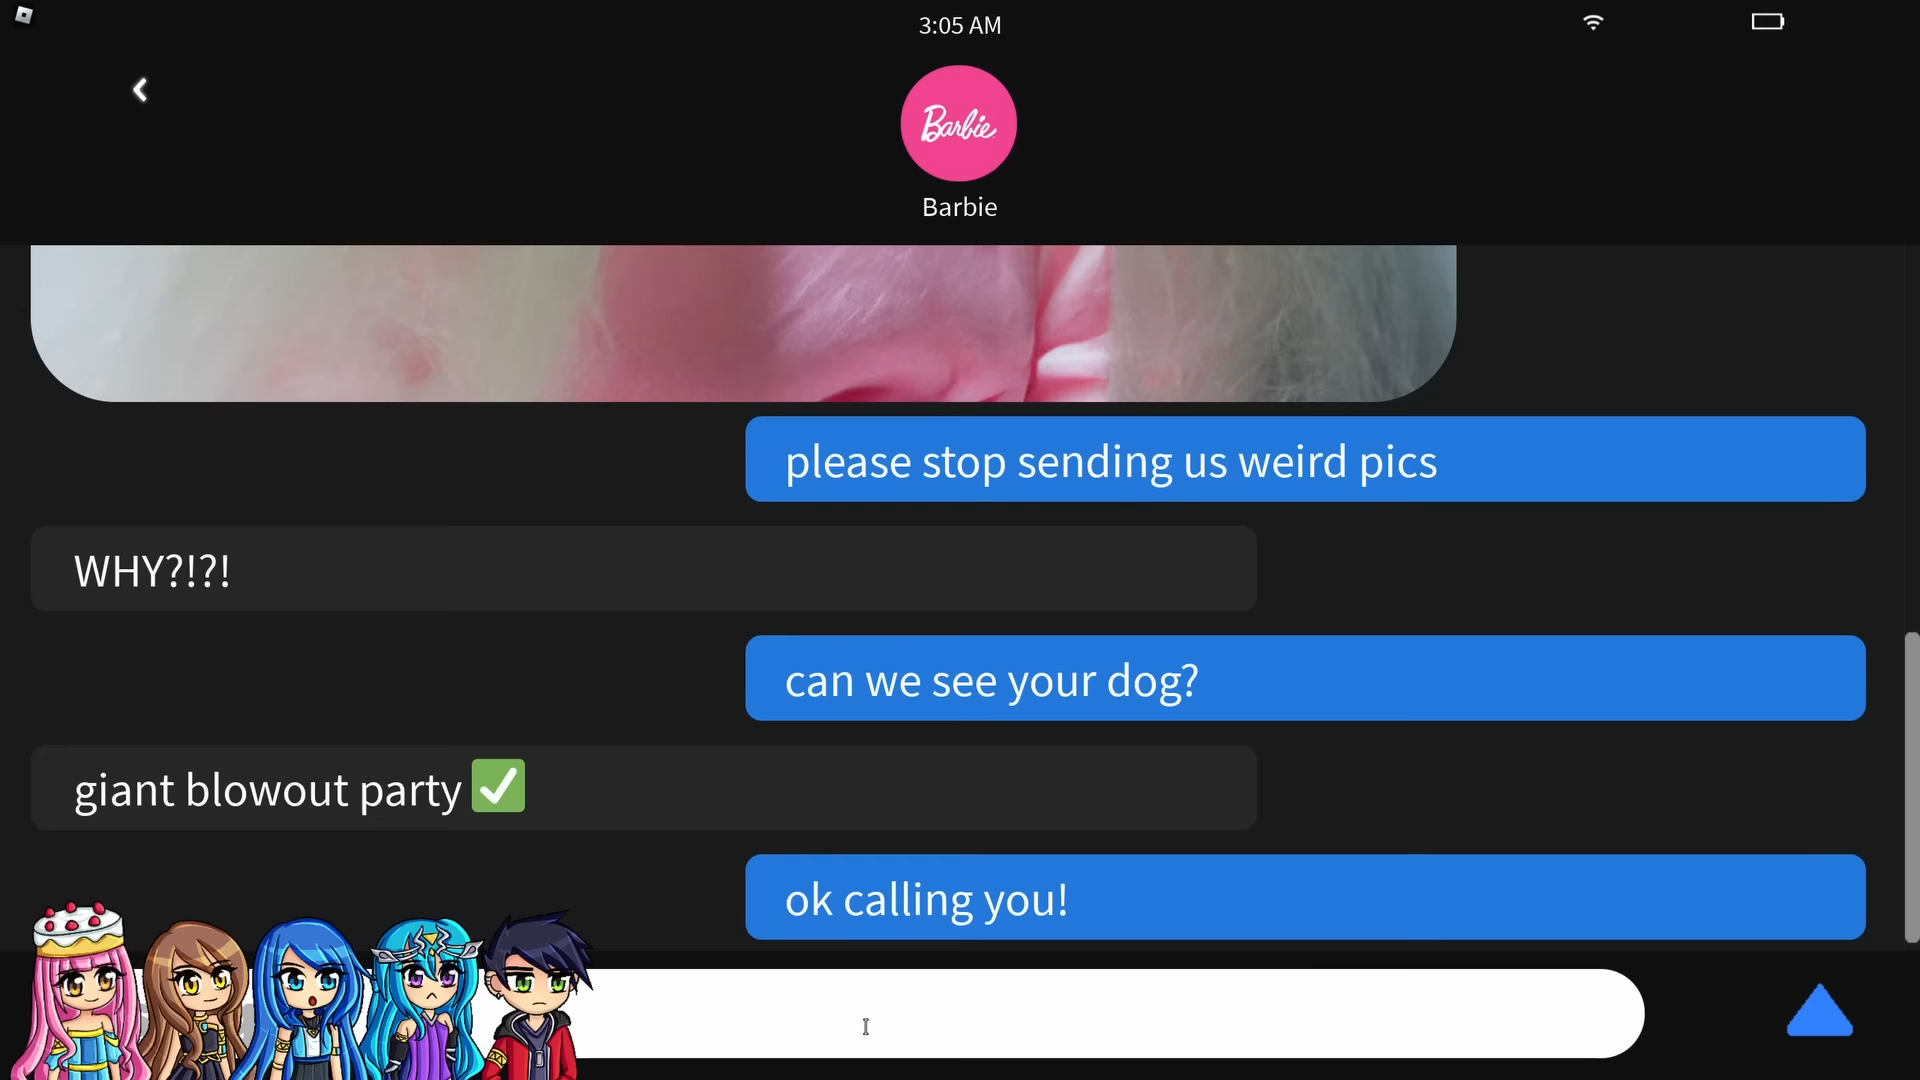 3:05 AM
Barbie
Barbie
please stop sending us weird pics
WHY?!?!
can we see your dog?
giant blowout party ✅
ok calling you!